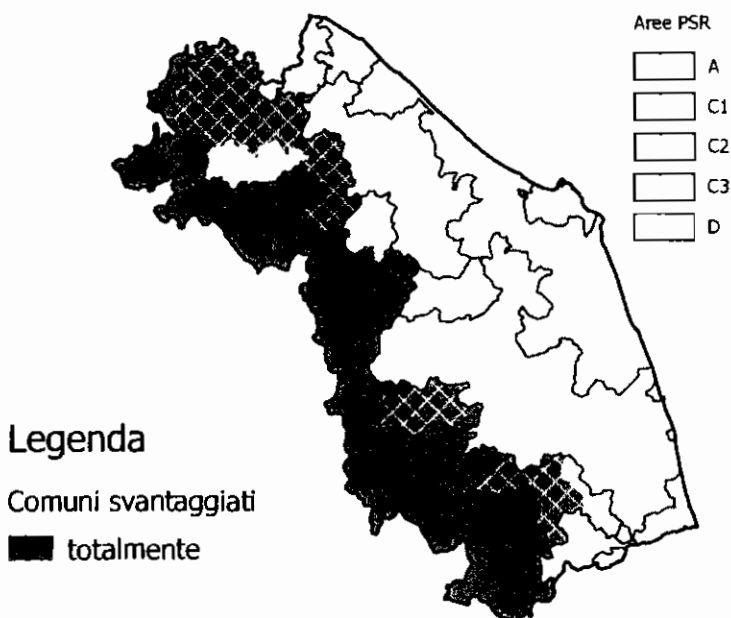 Aree PSR
A
C1
C2
C3
D
Legenda
Comuni svantaggiati
totalmente